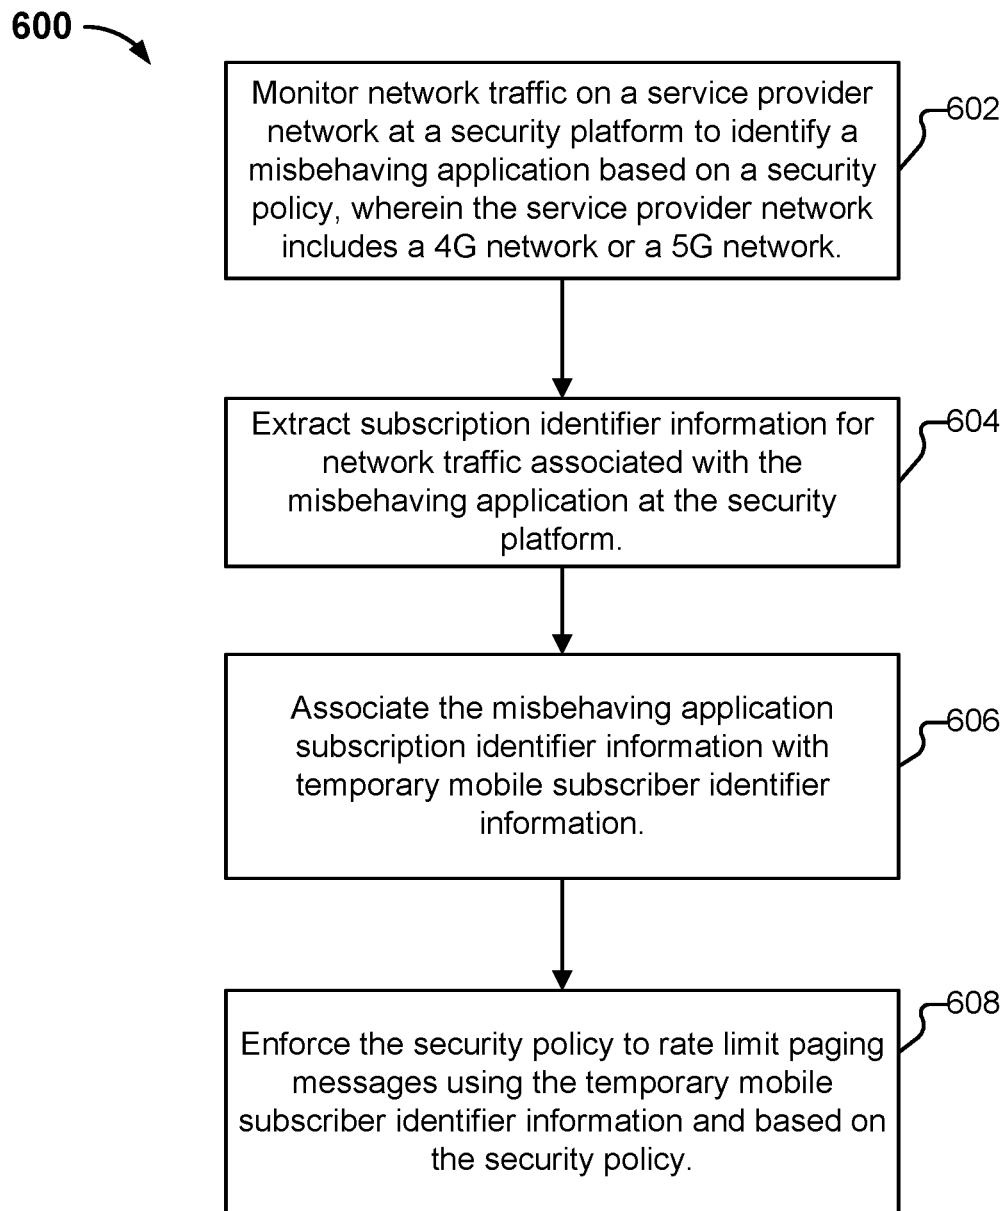 600
Monitor network traffic on a service provider
network at a security platform to identify a
misbehaving application based on a security
policy, wherein the service provider network
includes a 4G network or a 5G network.
602
Extract subscription identifier information for
network traffic associated with the
misbehaving application at the security
platform.
604
Associate the misbehaving application
subscription identifier information with
temporary mobile subscriber identifier
information.
606
Enforce the security policy to rate limit paging
messages using the temporary mobile
subscriber identifier information and based on
the security policy.
608